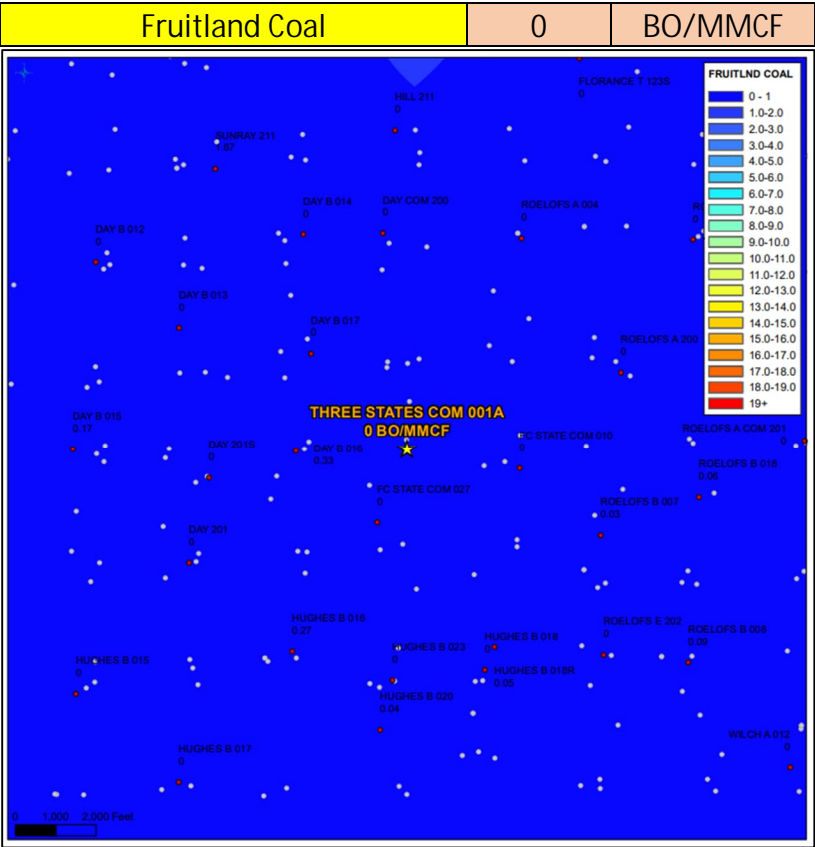 Fruitland Coal 0 BO/MMCF
FRUITLND COAL
0 - 1
1.0-2.0
2.0-3.0
3.0-4.0
4.0-5.0
5.0-6.0
6.0-7.0
7.0-8.0
8.0-9.0
9.0-10.0
10.0-11.0
11.0-12.0
12.0-13.0
13.0-14.0
14.0-15.0
15.0-16.0
16.0-17.0
17.0-18.0
18.0-19.0
19+
FLORANCE T 123S
0
HILL 211
0
SUNRAY 211
1.87
DAY B 014
0
DAY COM 200
0
ROELOFS A 004
0
0
DAY B 012
0
DAY B 013
0
DAY B 017
0
ROELOFS A 200
0
THREE STATES COM 001A
0 BO/MMCF
DAY B 015
0.17
DAY 201S
0
DAY B 016
0.33
FC STATE COM 010
0
ROELOFS A COM 201
0
ROELOFS B 018
0.06
FC STATE COM 027
0
ROELOFS B 007
0.03
DAY 201
0
HUGHES B 016
0.27
HUGHES B 023
0
HUGHES B 018
0
ROELOFS E 202
0
ROELOFS B 008
0.09
HUGHES B 015
0
HUGHES B 018R
0.05
HUGHES B 020
0.04
HUGHES B 017
0
WILCH A 012
0
0 1,000 2,000 Feet